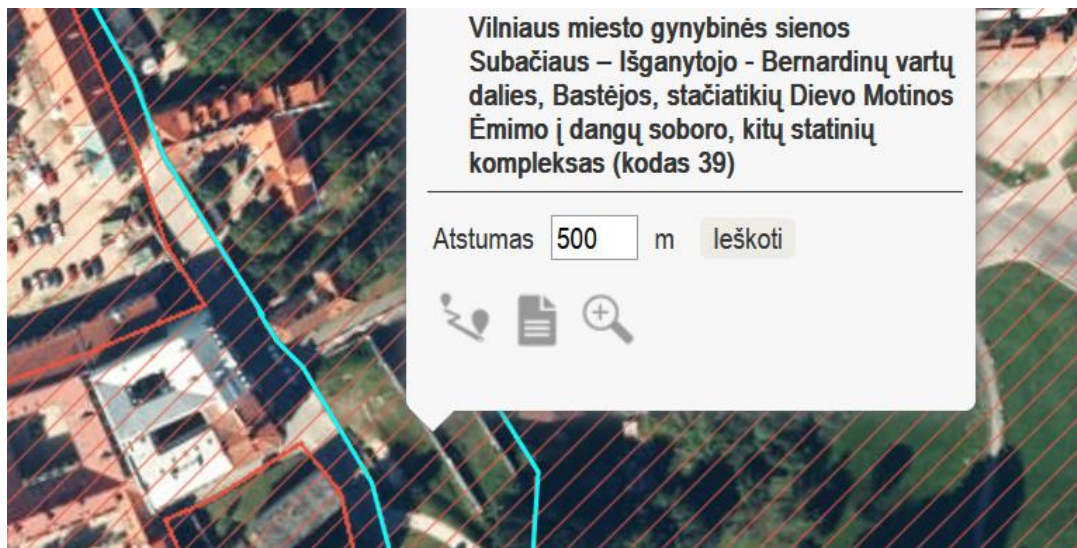 Vilniaus miesto gynybinės sienos
Subačiaus – Išganytojo - Bernardinų vartų
dalies, Bastėjos, stačiatikių Dievo Motinos
Ėmimo į dangų soboro, kitų statinių
kompleksas (kodas 39)
Atstumas 500 m Ieškoti